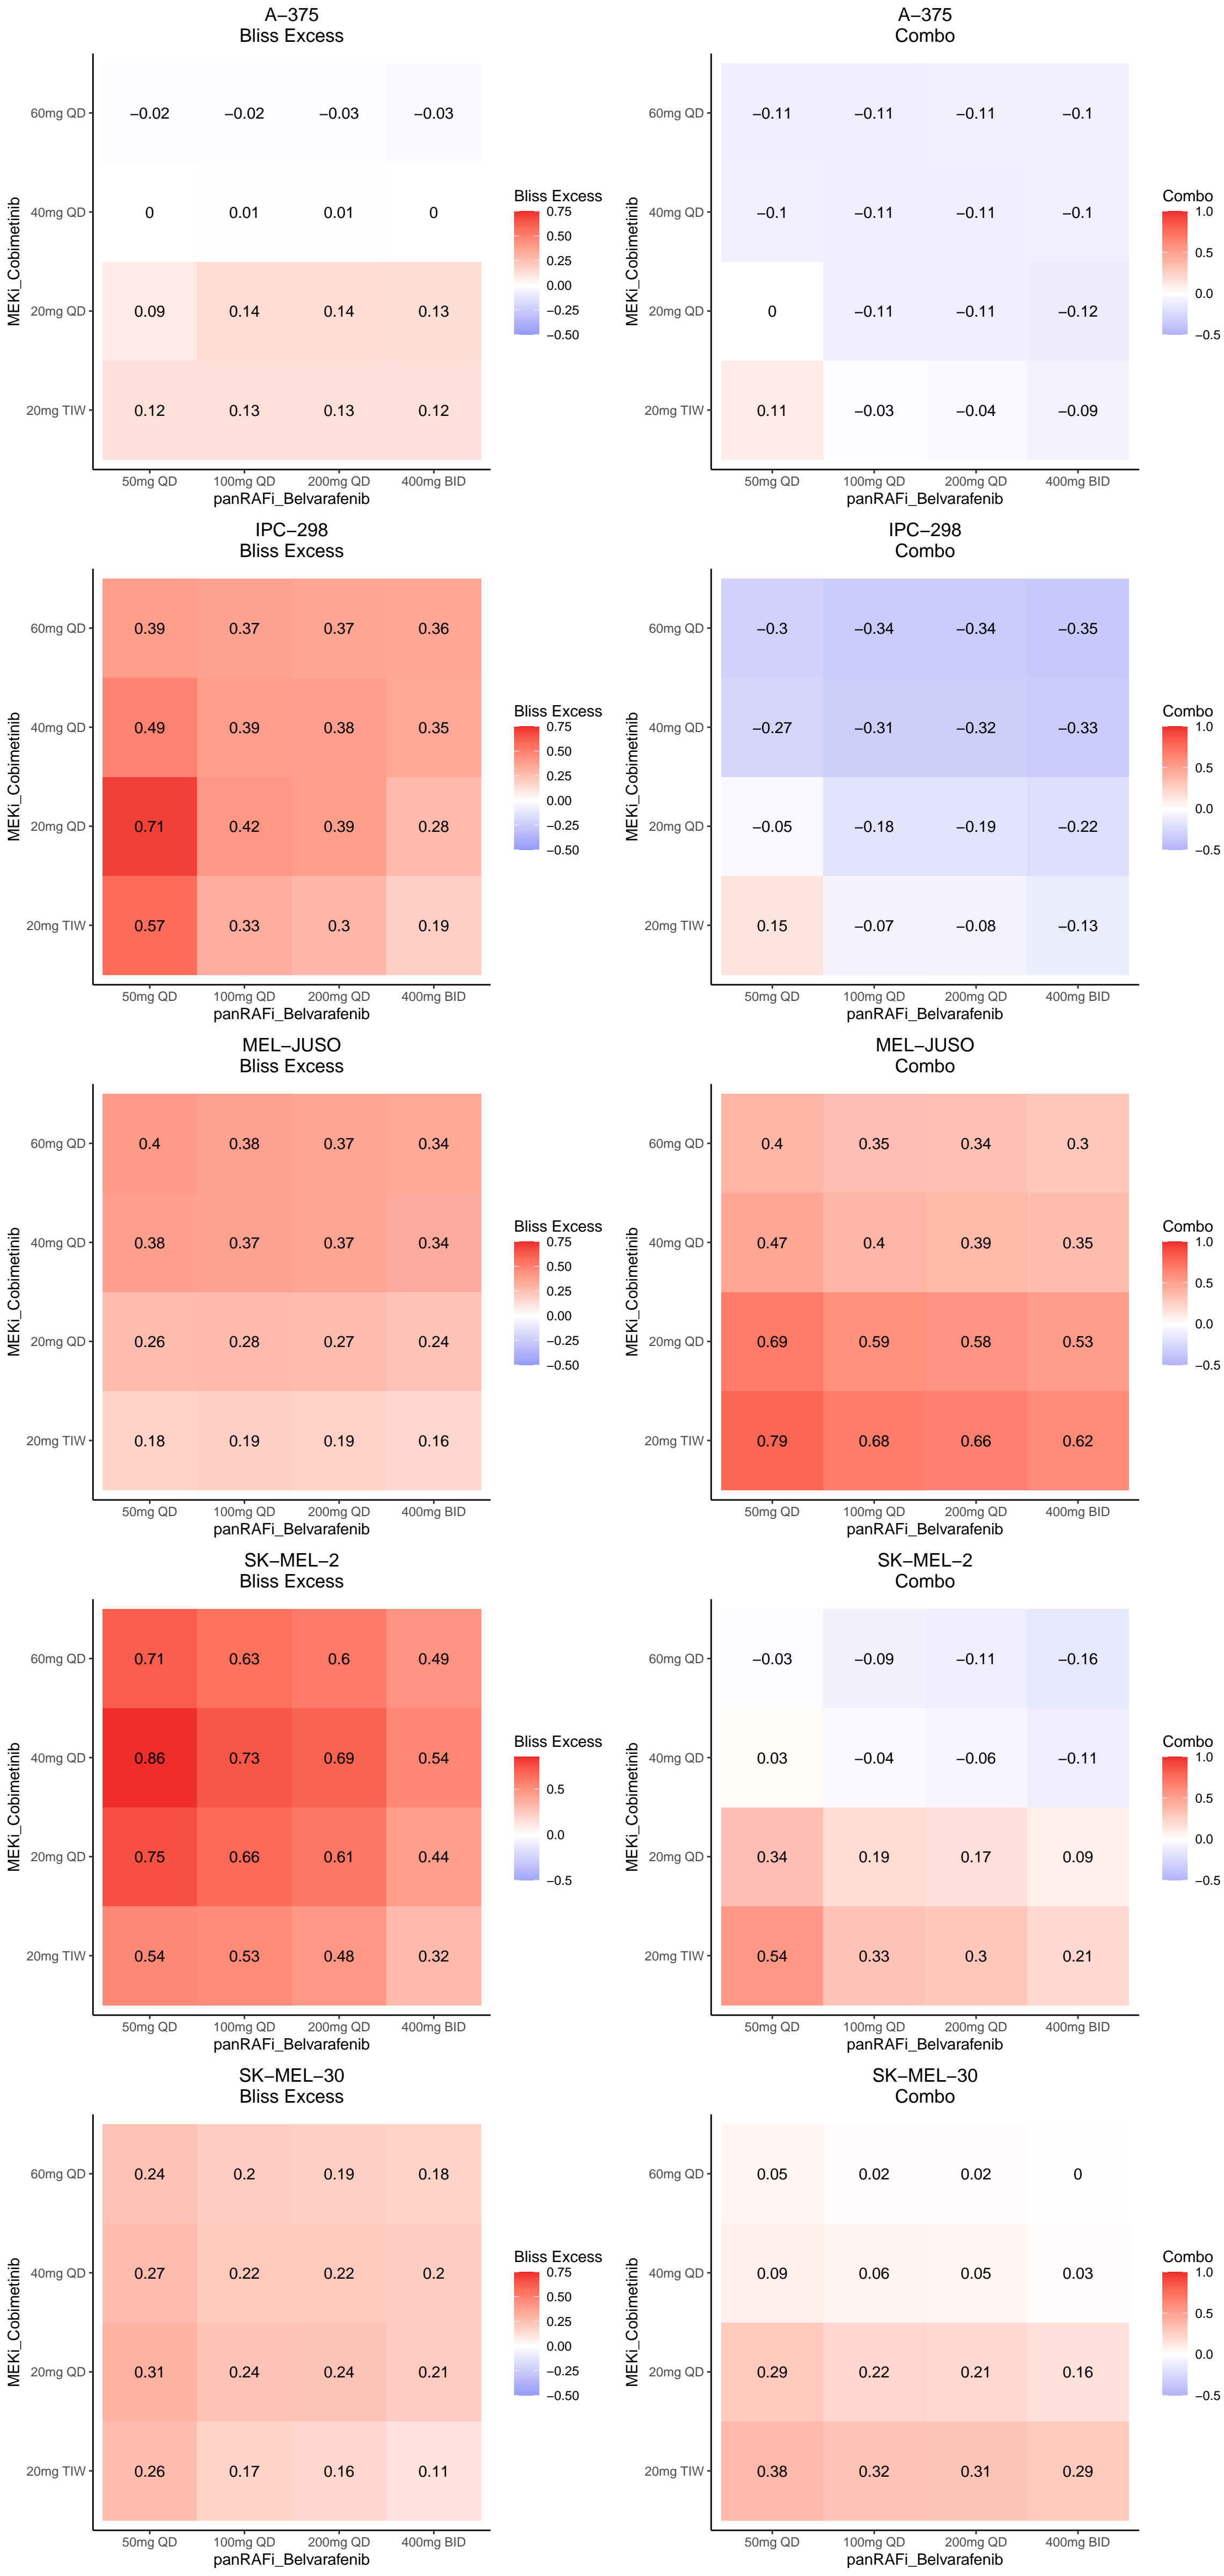 A−375
Bliss Excess
60mg QD
−0.02 −0.02 −0.03 −0.03
40mg QD
0 0.01 0.01 0
20mg QD
0.09 0.14 0.14 0.13
20mg TIW
0.12 0.13 0.13 0.12
50mg QD 100mg QD 200mg QD 400mg BID
panRAFi_Belvarafenib
MEKi_Cobimetinib
Bliss Excess
0.75
0.50
0.25
0.00
−0.25
−0.50
A−375
Combo
60mg QD
−0.11 −0.11 −0.11 −0.1
40mg QD
−0.1 −0.11 −0.11 −0.1
20mg QD
0 −0.11 −0.11 −0.12
20mg TIW
0.11 −0.03 −0.04 −0.09
50mg QD 100mg QD 200mg QD 400mg BID
panRAFi_Belvarafenib
MEKi_Cobimetinib
Combo
1.0
0.5
0.0
−0.5
IPC−298
Bliss Excess
60mg QD
0.39 0.37 0.37 0.36
40mg QD
0.49 0.39 0.38 0.35
20mg QD
0.71 0.42 0.39 0.28
20mg TIW
0.57 0.33 0.3 0.19
50mg QD 100mg QD 200mg QD 400mg BID
panRAFi_Belvarafenib
MEKi_Cobimetinib
Bliss Excess
0.75
0.50
0.25
0.00
−0.25
−0.50
IPC−298
Combo
60mg QD
−0.3 −0.34 −0.34 −0.35
40mg QD
−0.27 −0.31 −0.32 −0.33
20mg QD
−0.05 −0.18 −0.19 −0.22
20mg TIW
0.15 −0.07 −0.08 −0.13
50mg QD 100mg QD 200mg QD 400mg BID
panRAFi_Belvarafenib
MEKi_Cobimetinib
Combo
1.0
0.5
0.0
−0.5
MEL−JUSO
Bliss Excess
60mg QD
0.4 0.38 0.37 0.34
40mg QD
0.38 0.37 0.37 0.34
20mg QD
0.26 0.28 0.27 0.24
20mg TIW
0.18 0.19 0.19 0.16
50mg QD 100mg QD 200mg QD 400mg BID
panRAFi_Belvarafenib
MEKi_Cobimetinib
Bliss Excess
0.75
0.50
0.25
0.00
−0.25
−0.50
MEL−JUSO
Combo
60mg QD
0.4 0.35 0.34 0.3
40mg QD
0.47 0.4 0.39 0.35
20mg QD
0.69 0.59 0.58 0.53
20mg TIW
0.79 0.68 0.66 0.62
50mg QD 100mg QD 200mg QD 400mg BID
panRAFi_Belvarafenib
MEKi_Cobimetinib
Combo
1.0
0.5
0.0
−0.5
SK−MEL−2
Bliss Excess
60mg QD
0.71 0.63 0.6 0.49
40mg QD
0.86 0.73 0.69 0.54
20mg QD
0.75 0.66 0.61 0.44
20mg TIW
0.54 0.53 0.48 0.32
50mg QD 100mg QD 200mg QD 400mg BID
panRAFi_Belvarafenib
MEKi_Cobimetinib
Bliss Excess
0.5
0.0
−0.5
SK−MEL−2
Combo
60mg QD
−0.03 −0.09 −0.11 −0.16
40mg QD
0.03 −0.04 −0.06 −0.11
20mg QD
0.34 0.19 0.17 0.09
20mg TIW
0.54 0.33 0.3 0.21
50mg QD 100mg QD 200mg QD 400mg BID
panRAFi_Belvarafenib
MEKi_Cobimetinib
Combo
1.0
0.5
0.0
−0.5
SK−MEL−30
Bliss Excess
60mg QD
0.24 0.2 0.19 0.18
40mg QD
0.27 0.22 0.22 0.2
20mg QD
0.31 0.24 0.24 0.21
20mg TIW
0.26 0.17 0.16 0.11
50mg QD 100mg QD 200mg QD 400mg BID
panRAFi_Belvarafenib
MEKi_Cobimetinib
Bliss Excess
0.75
0.50
0.25
0.00
−0.25
−0.50
SK−MEL−30
Combo
60mg QD
0.05 0.02 0.02 0
40mg QD
0.09 0.06 0.05 0.03
20mg QD
0.29 0.22 0.21 0.16
20mg TIW
0.38 0.32 0.31 0.29
50mg QD 100mg QD 200mg QD 400mg BID
panRAFi_Belvarafenib
MEKi_Cobimetinib
Combo
1.0
0.5
0.0
−0.5